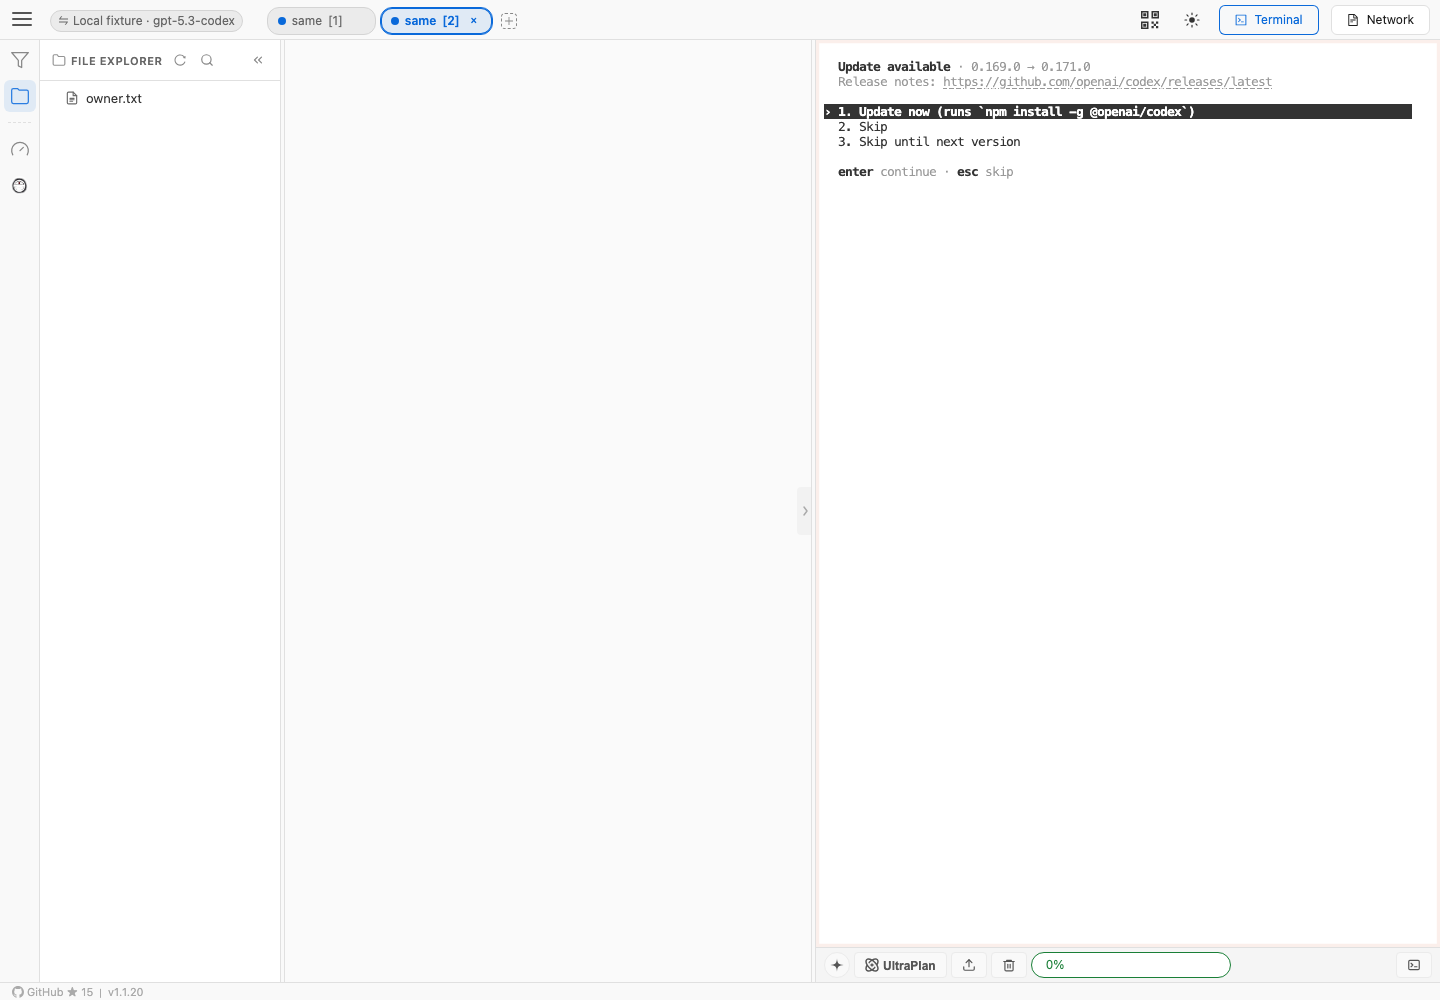 Local fixture · gpt-5.3-codex
same [1]
same [2] ×
Terminal
Network
FILE EXPLORER
owner.txt
Update available · 0.169.0 → 0.171.0
Release notes: https://github.com/openai/codex/releases/latest
› 1. Update now (runs `npm install -g @openai/codex`)
2. Skip
3. Skip until next version
enter continue · esc skip
UltraPlan
0%
GitHub ★ 15 | v1.1.20